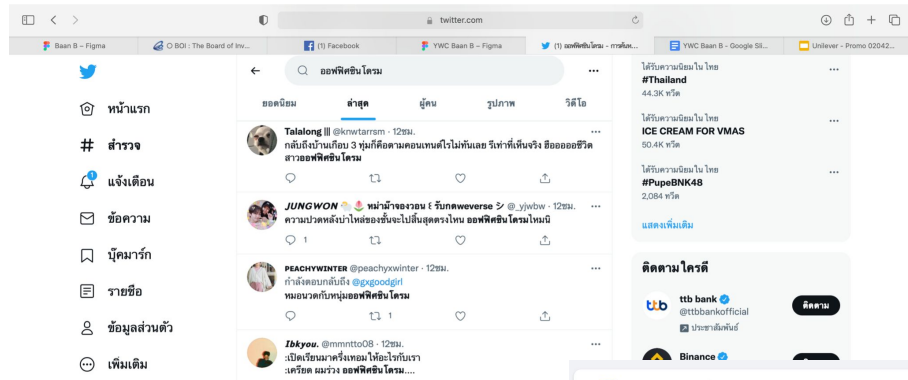 twitter.com
Baan B – Figma
O BOI : The Board of Inv...
(1) Facebook
YWC Baan B – Figma
(1) ออฟฟิศซินโดรม - การค้นห...
YWC Baan B - Google Sli...
Unilever - Promo 02042...
ออฟฟิศซินโดรม
ยอดนิยม
ล่าสุด
ผู้คน
รูปภาพ
วิดีโอ
หน้าแรก
สำรวจ
1
แจ้งเตือน
ข้อความ
บุ๊คมาร์ก
รายชื่อ
ข้อมูลส่วนตัว
เพิ่มเติม
Talalong ||| @knwtarrsm · 12ชม.
กลับถึงบ้านเกือบ 3 ทุ่มก็คือตามคอนเทนต์ไรไม่ทันเลย รีเท่าที่เห็นจริง ฮืออออออชีวิต
สาวออฟฟิศซินโดรม
JUNGWON หม่าม้าจองวอน ꒰ รับกดweverse シ @_yjwbw · 12ชม.
ความปวดหลังบ่าไหล่ของชั้นจะไปสิ้นสุดตรงไหน ออฟฟิศซินโดรมไหมนิ
1
PEACHYWINTER @peachyxwinter · 12ชม.
กำลังตอบกลับถึง @gxgoodgirl
หมอนวดกับหนุ่มออฟฟิศซินโดรม
1
Ibkyou. @mmntto08 · 12ชม.
:เปิดเรียนมาครึ่งเทอมให้อะไรกับเรา
:เครียด ผมร่วง ออฟฟิศซินโดรม....
ได้รับความนิยมใน ไทย
#Thailand
44.3K ทวีต
ได้รับความนิยมใน ไทย
ICE CREAM FOR VMAS
50.4K ทวีต
ได้รับความนิยมใน ไทย
#PupeBNK48
2,084 ทวีต
แสดงเพิ่มเติม
ติดตามใครดี
ttb
ttb bank
@ttbbankofficial
ประชาสัมพันธ์
ติดตาม
Binance